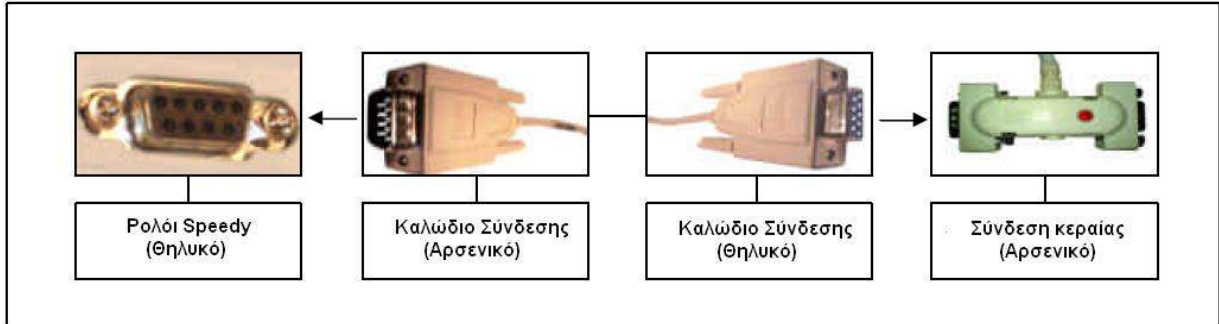 Ρολόι Speedy
(Θηλυκό)
Καλώδιο Σύνδεσης
(Αρσενικό)
Καλώδιο Σύνδεσης
(Θηλυκό)
Σύνδεση κεραίας
(Αρσενικό)